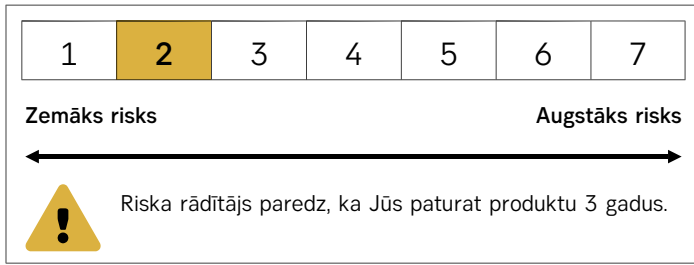 1 2 3 4 5 6 7
Zemāks risks Augstāks risks
Riska rādītājs paredz, ka Jūs paturat produktu 3 gadus.